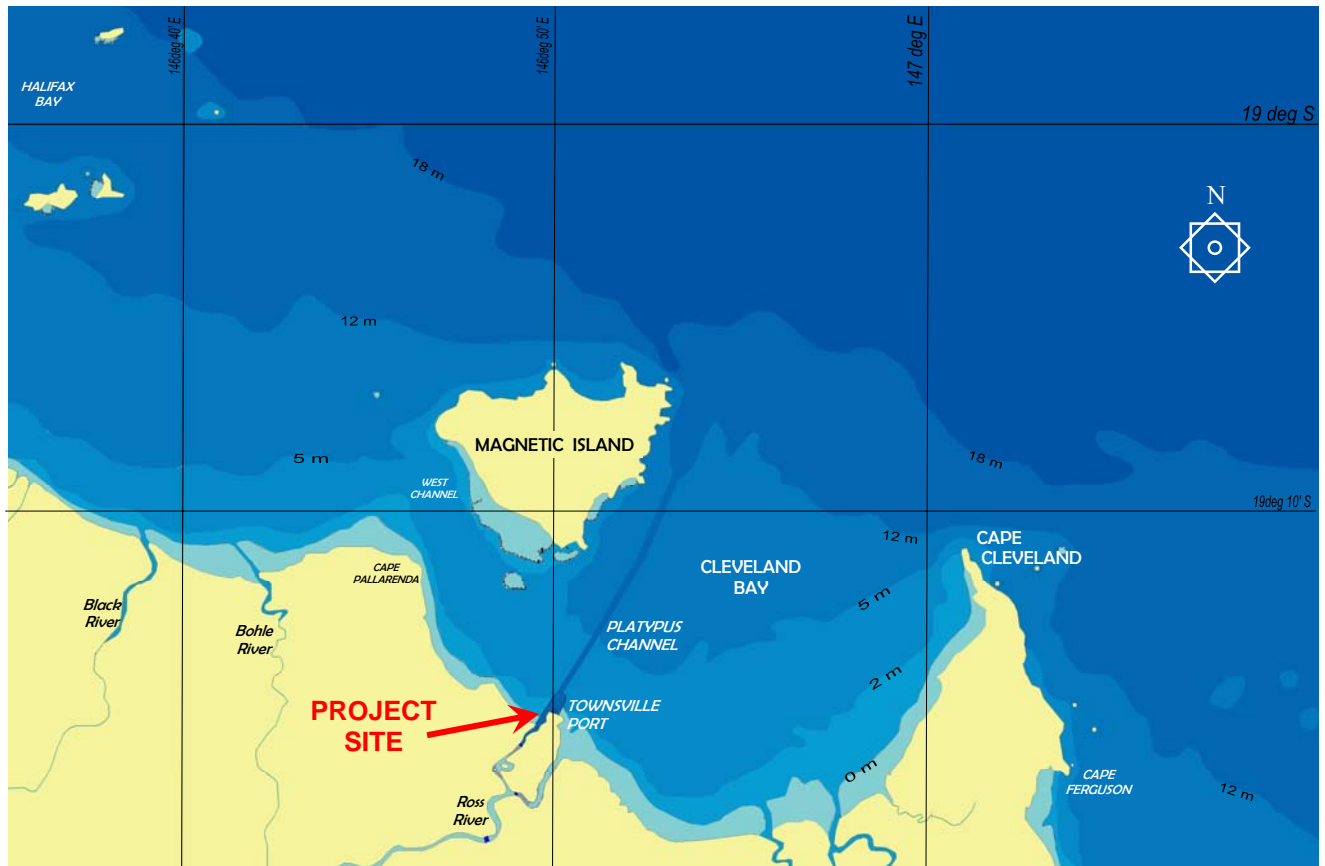 146deg 40' E
146deg 50' E
147 deg E
HALIFAX
BAY
19 deg S
18 m
N
12 m
MAGNETIC ISLAND
5 m
18 m
WEST
CHANNEL
19deg 10' S
12 m
CAPE
CLEVELAND
CAPE
PALLARENDA
CLEVELAND
BAY
5 m
Black
River
Bohle
River
PLATYPUS
CHANNEL
2 m
PROJECT
SITE
TOWNSVILLE
PORT
0 m
CAPE
FERGUSON
12 m
Ross
River